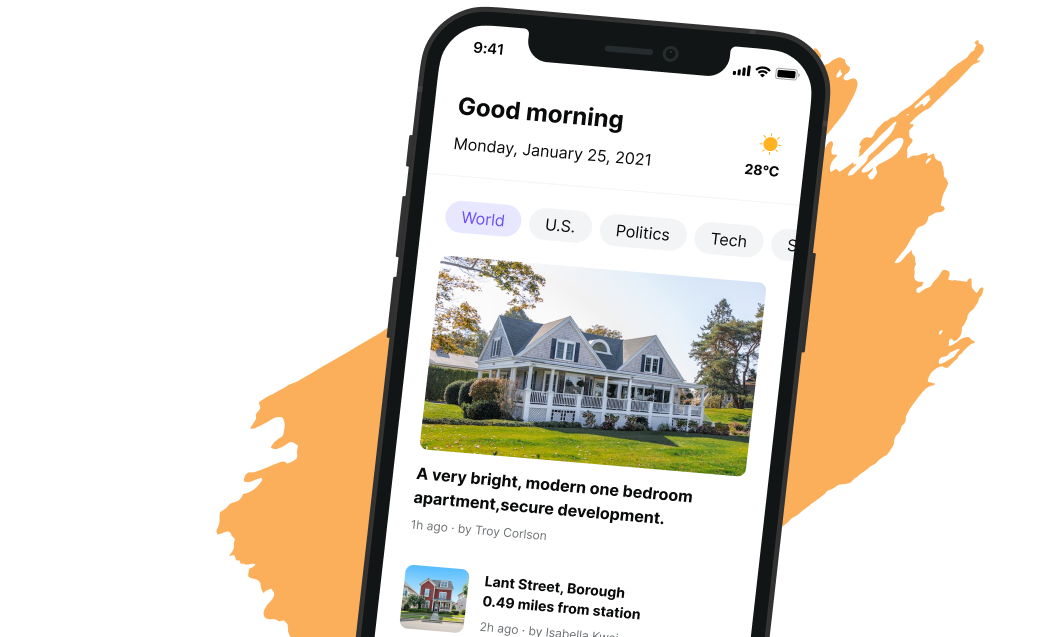 9:41
Good morning
Monday, January 25, 2021
28°C
World U.S. Politics Tech
A very bright, modern one bedroom
apartment,secure development.
1h ago · by Troy Corlson
Lant Street, Borough
0.49 miles from station
2h ago · by Isabella